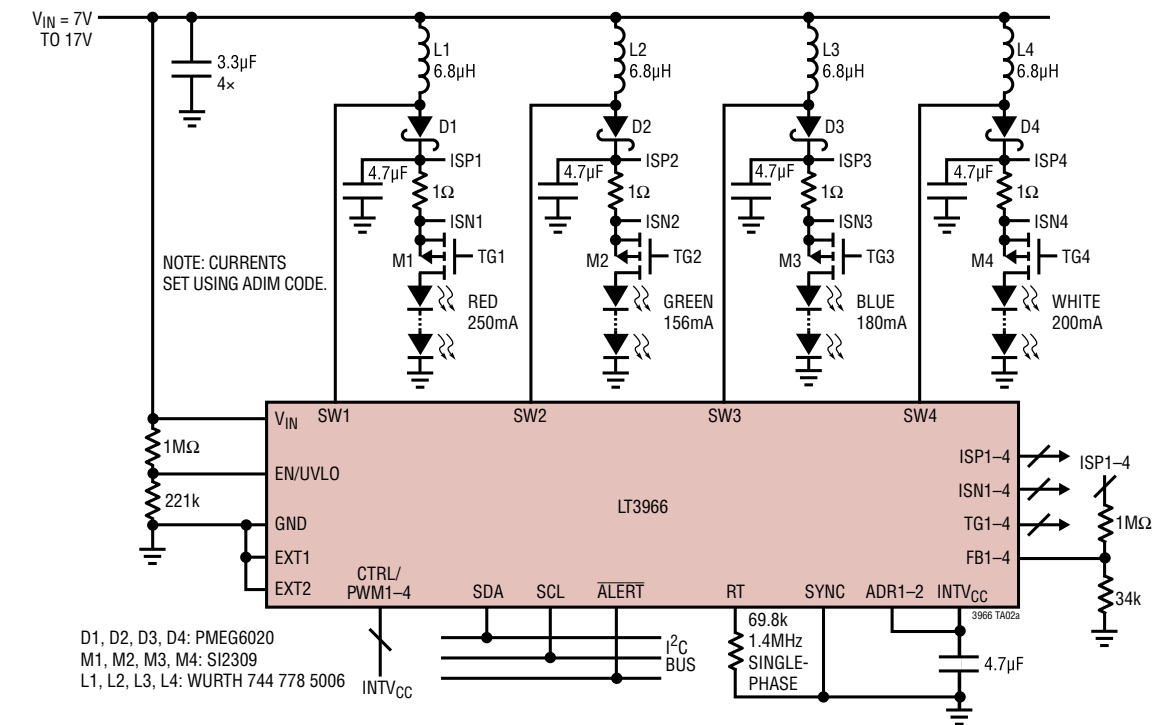 VIN = 7V
TO 17V
3.3µF
4×
L1
6.8µH
L2
6.8µH
L3
6.8µH
L4
6.8µH
D1
D2
D3
D4
ISP1
ISP2
ISP3
ISP4
4.7µF
4.7µF
4.7µF
4.7µF
1Ω
1Ω
1Ω
1Ω
ISN1
ISN2
ISN3
ISN4
M1
TG1
M2
TG2
M3
TG3
M4
TG4
NOTE: CURRENTS
SET USING ADIM CODE.
RED
250mA
GREEN
156mA
BLUE
180mA
WHITE
200mA
VIN
SW1
SW2
SW3
SW4
1MΩ
EN/UVLO
221k
GND
EXT1
EXT2
LT3966
ISP1–4
ISN1–4
TG1–4
FB1–4
ISP1–4
1MΩ
34k
CTRL/
PWM1–4
SDA
SCL
ALERT
RT
SYNC
ADR1–2
INTVCC
3966 TA02a
69.8k
1.4MHz
SINGLE-
PHASE
I2C
BUS
4.7µF
INTVCC
D1, D2, D3, D4: PMEG6020
M1, M2, M3, M4: SI2309
L1, L2, L3, L4: WURTH 744 778 5006